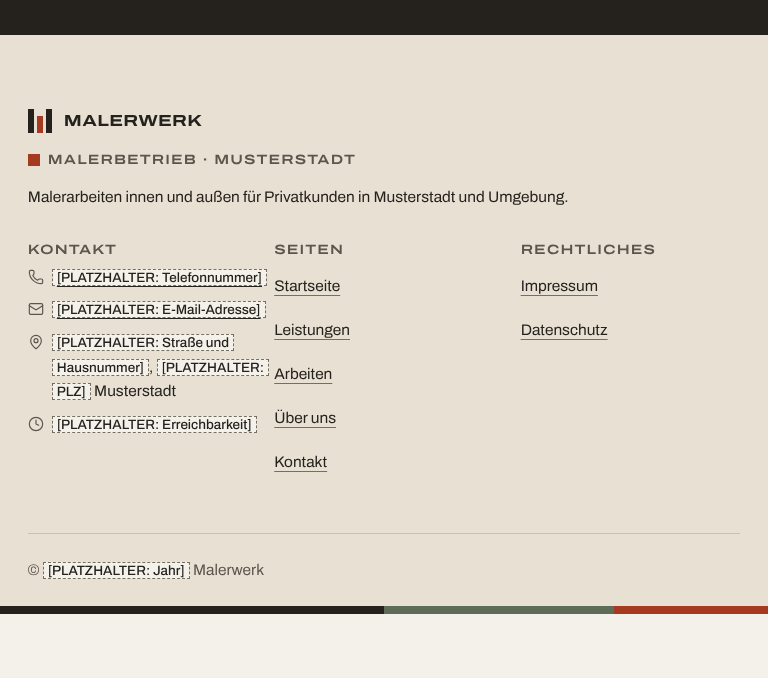 MALERWERK
MALERBETRIEB · MUSTERSTADT
Malerarbeiten innen und außen für Privatkunden in Musterstadt und Umgebung.
KONTAKT
[PLATZHALTER: Telefonnummer]
[PLATZHALTER: E-Mail-Adresse]
[PLATZHALTER: Straße und
Hausnummer], [PLATZHALTER:
PLZ] Musterstadt
[PLATZHALTER: Erreichbarkeit]
SEITEN
Startseite
Leistungen
Arbeiten
Über uns
Kontakt
RECHTLICHES
Impressum
Datenschutz
© [PLATZHALTER: Jahr] Malerwerk